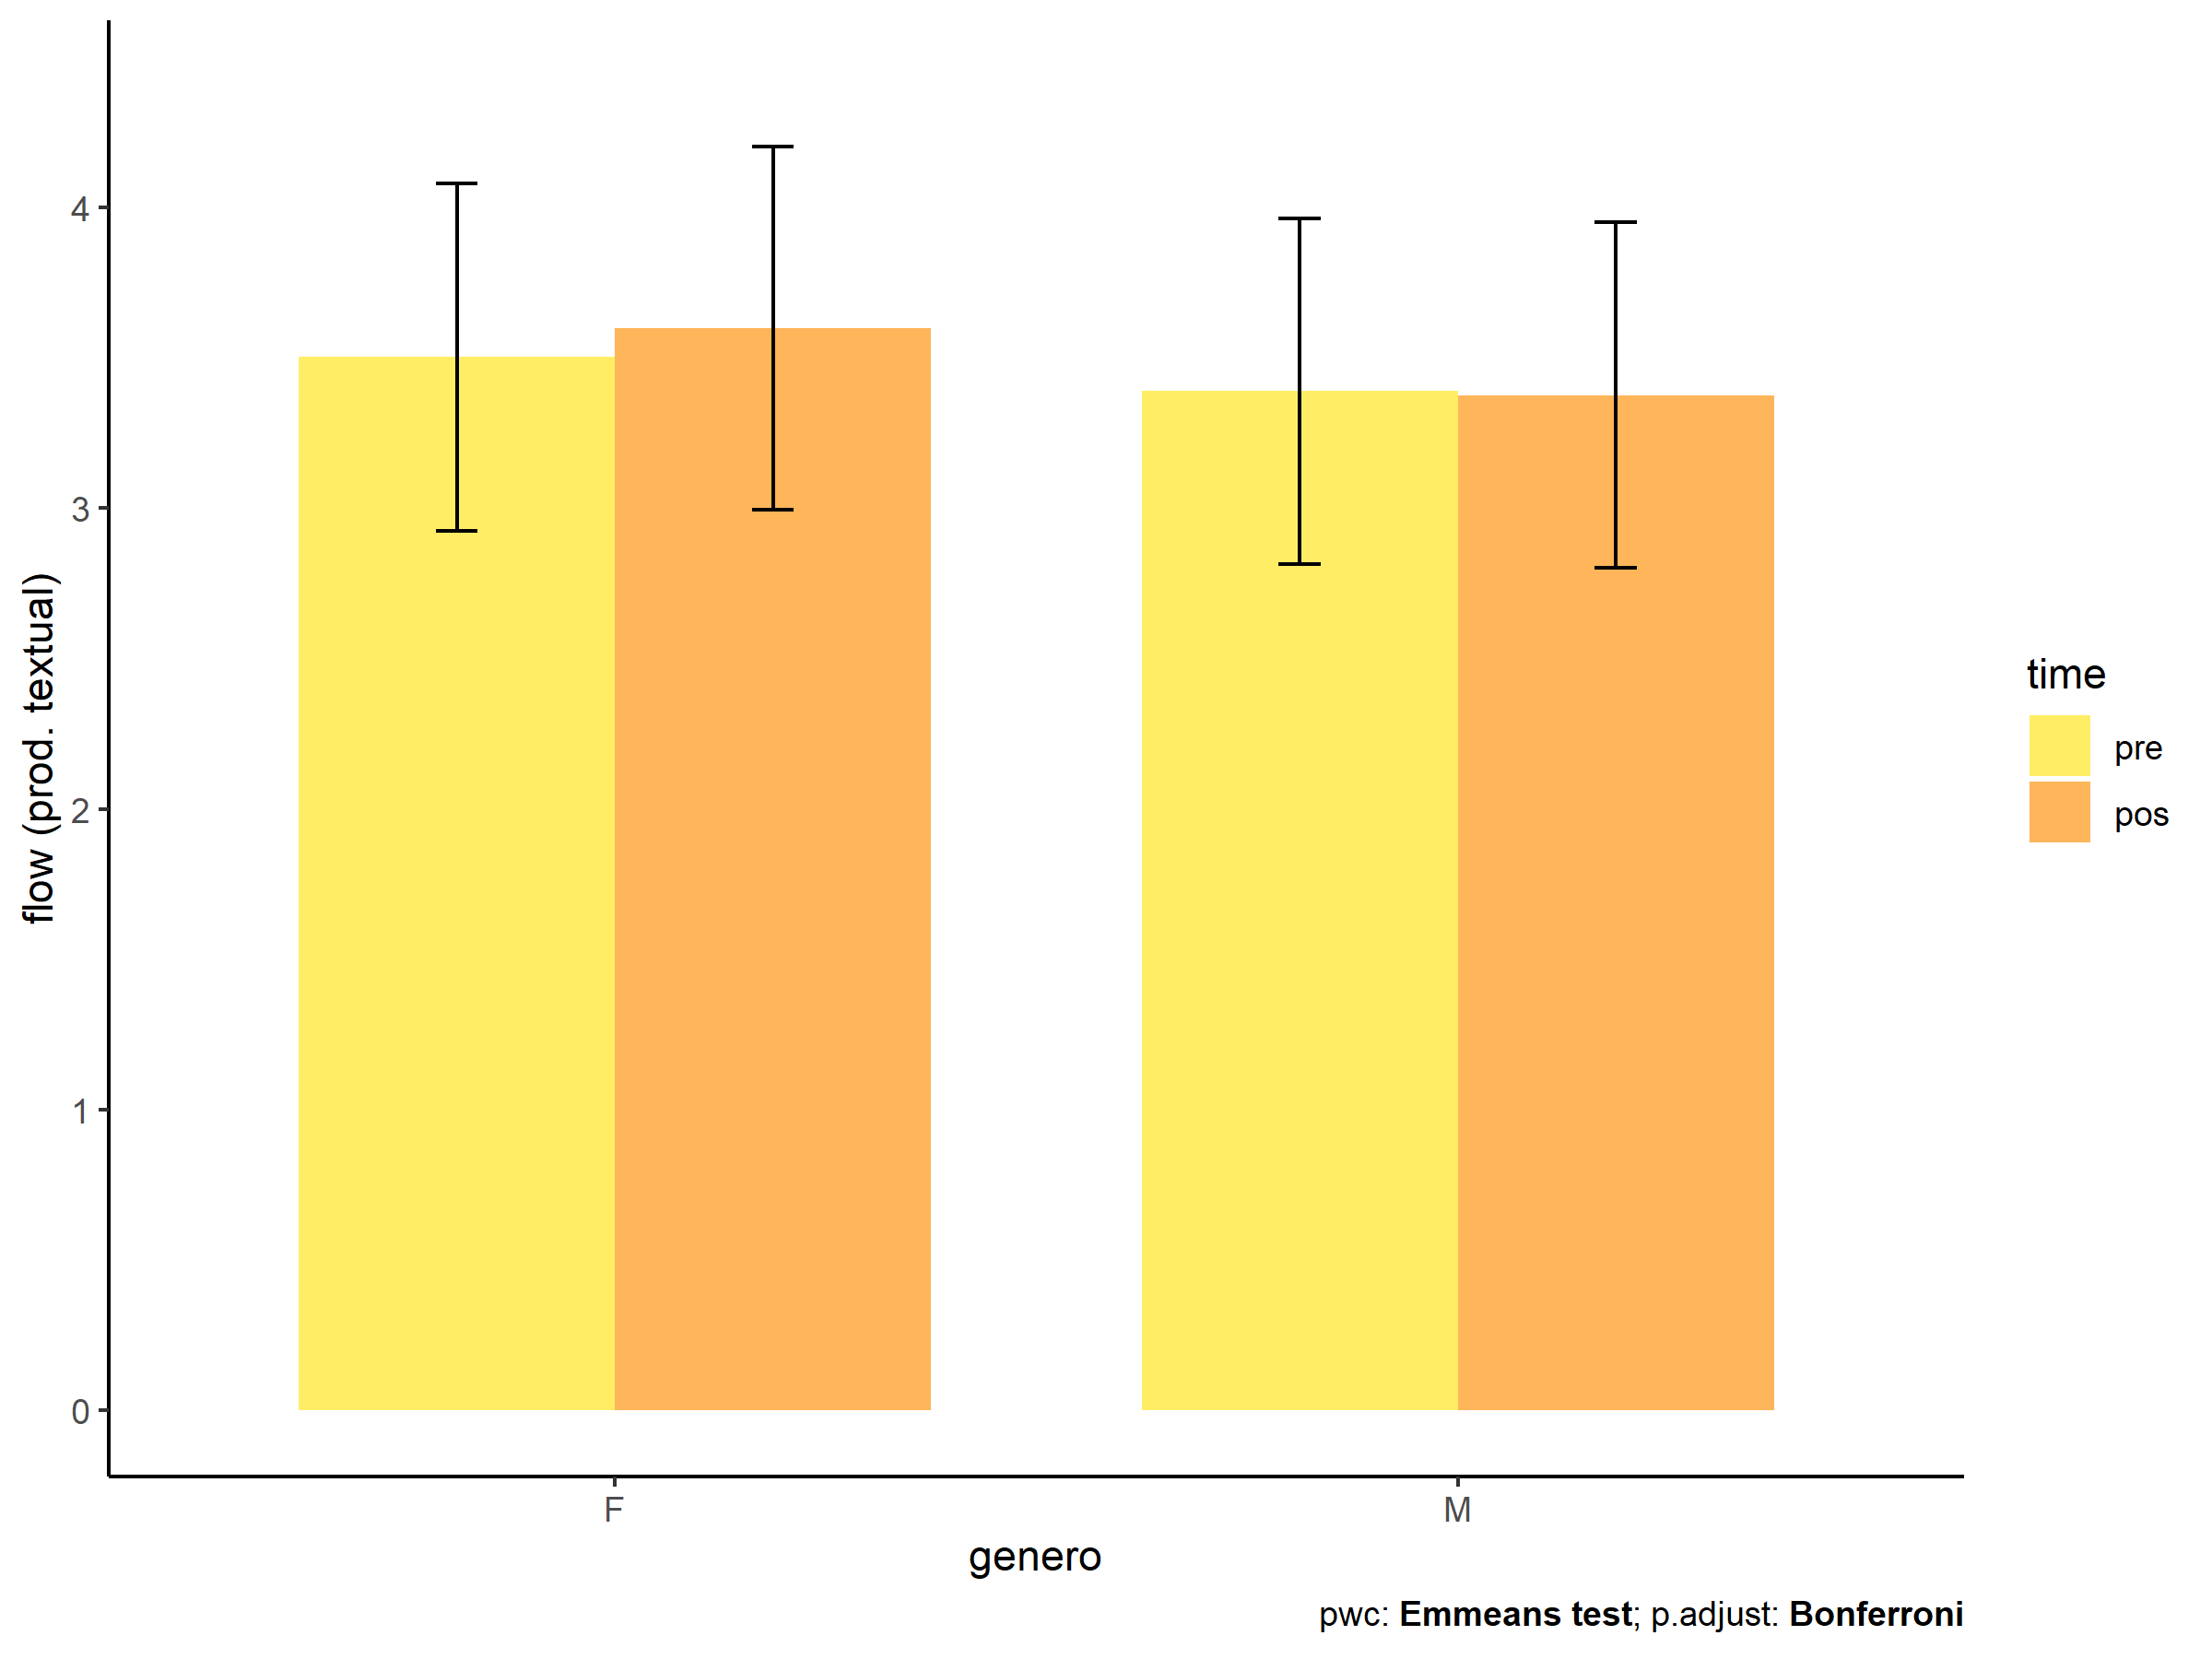 flow (prod. textual)
4
3
2
1
0
F
M
genero
time
pre
pos
pwc: Emmeans test; p.adjust: Bonferroni